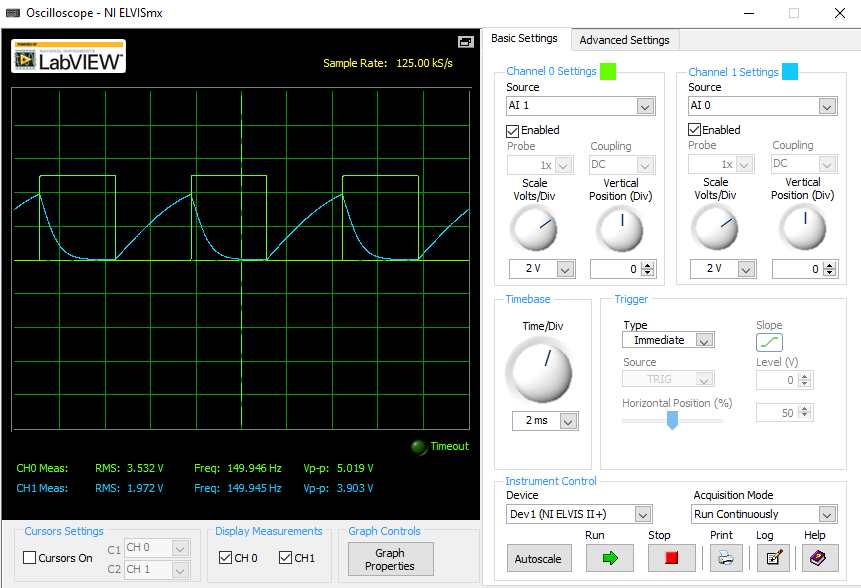 Oscilloscope - NI ELVISmx
POWERED BY
NATIONAL INSTRUMENTS
LabVIEW™
Sample Rate: 125.00 kS/s
Timeout
CH0 Meas: RMS: 3.532 V Freq: 149.946 Hz Vp-p: 5.019 V
CH1 Meas: RMS: 1.972 V Freq: 149.945 Hz Vp-p: 3.903 V
Cursors Settings
Cursors On
C1 CH 0
C2 CH 1
Display Measurements
CH 0 CH1
Graph Controls
Graph
Properties
Basic Settings Advanced Settings
Channel 0 Settings
Source
AI 1
Enabled
Probe Coupling
1x DC
Scale Vertical
Volts/Div Position (Div)
2 V 0
Channel 1 Settings
Source
AI 0
Enabled
Probe Coupling
1x DC
Scale Vertical
Volts/Div Position (Div)
2 V 0
Timebase
Time/Div
2 ms
Trigger
Type Slope
Immediate
Source Level (V)
TRIG 0
Horizontal Position (%)
50
Instrument Control
Device Acquisition Mode
Dev1 (NI ELVIS II+) Run Continuously
Run Stop Print Log Help
Autoscale